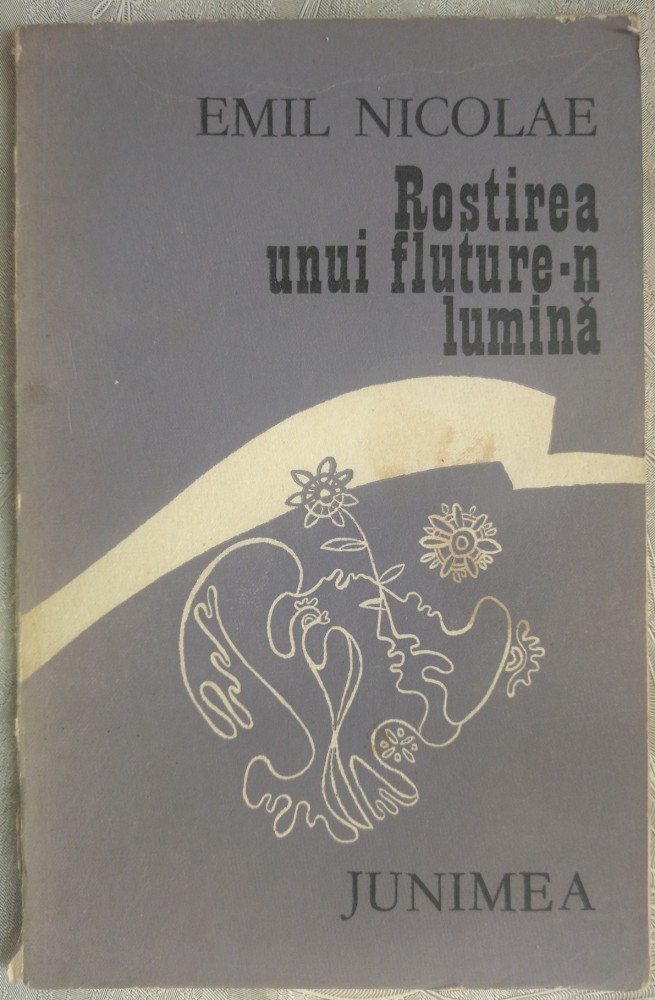 EMIL NICOLAE
Rostirea
unui fluture-n
lumină
JUNIMEA